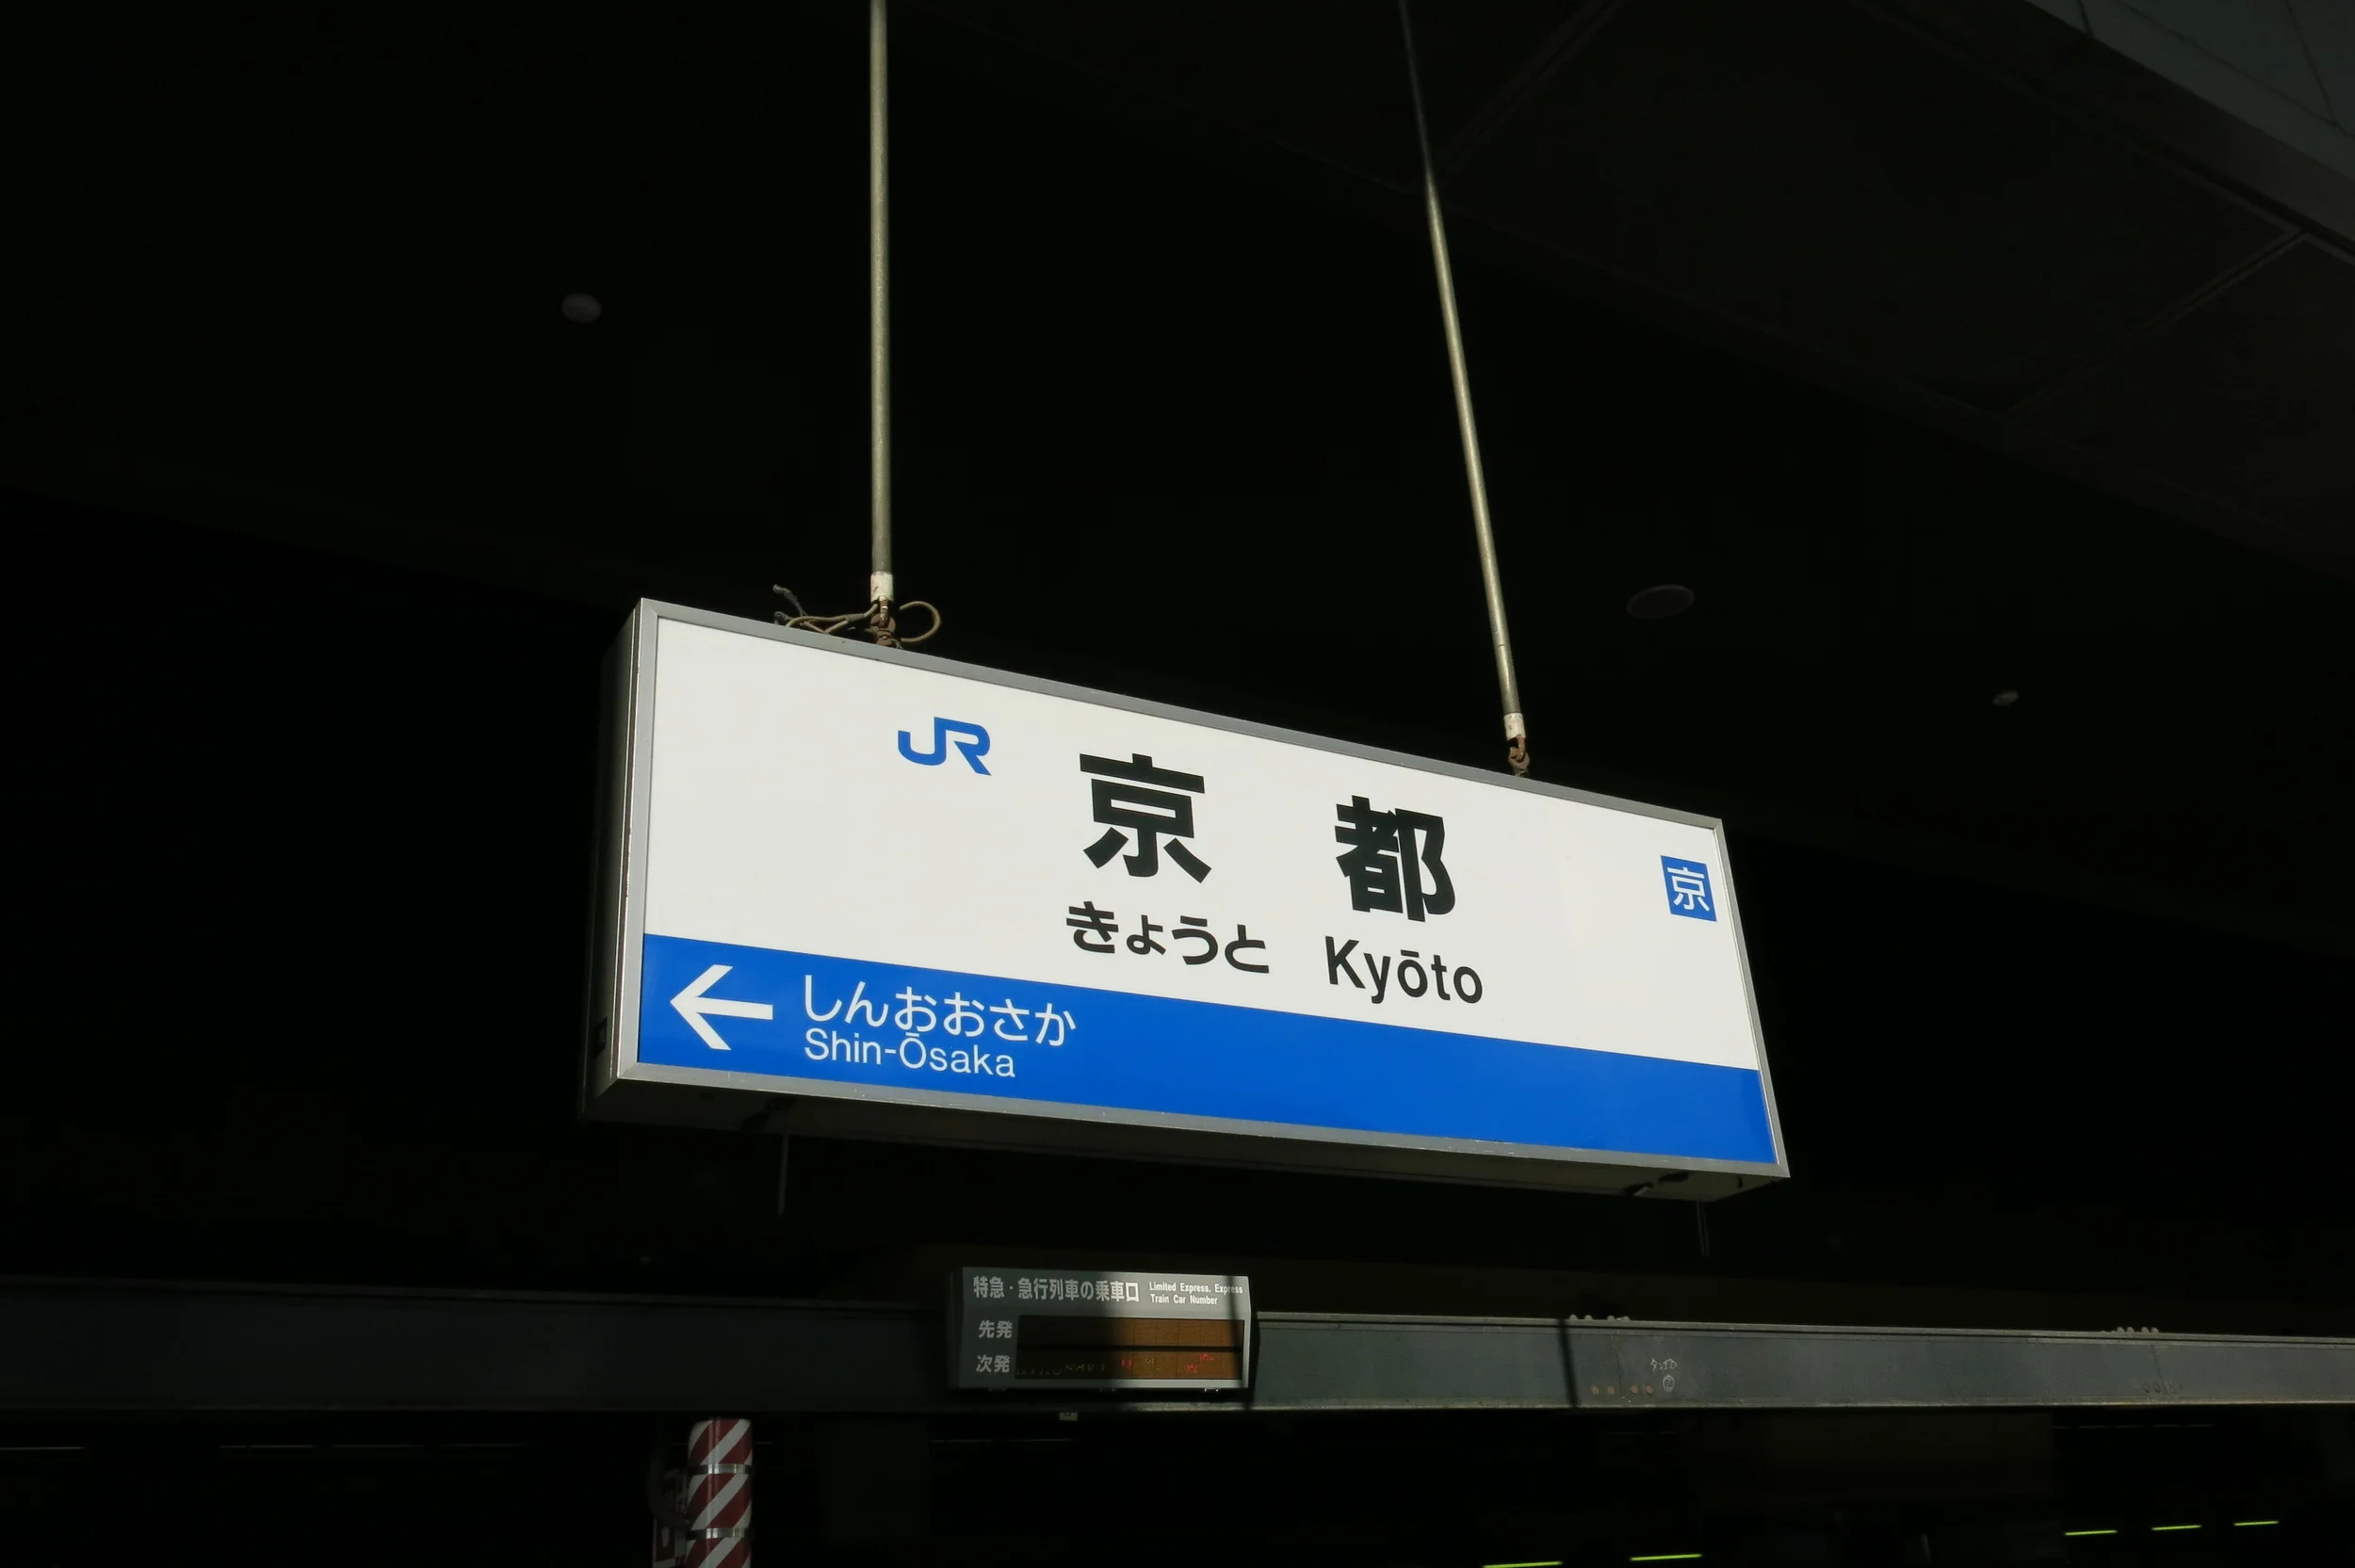 JR
京都
京
きょうと Kyōto
しんおおさか
Shin-Ōsaka
特急・急行列車の乗車口 Limited Express. Express
Train Car Number
先発
次発